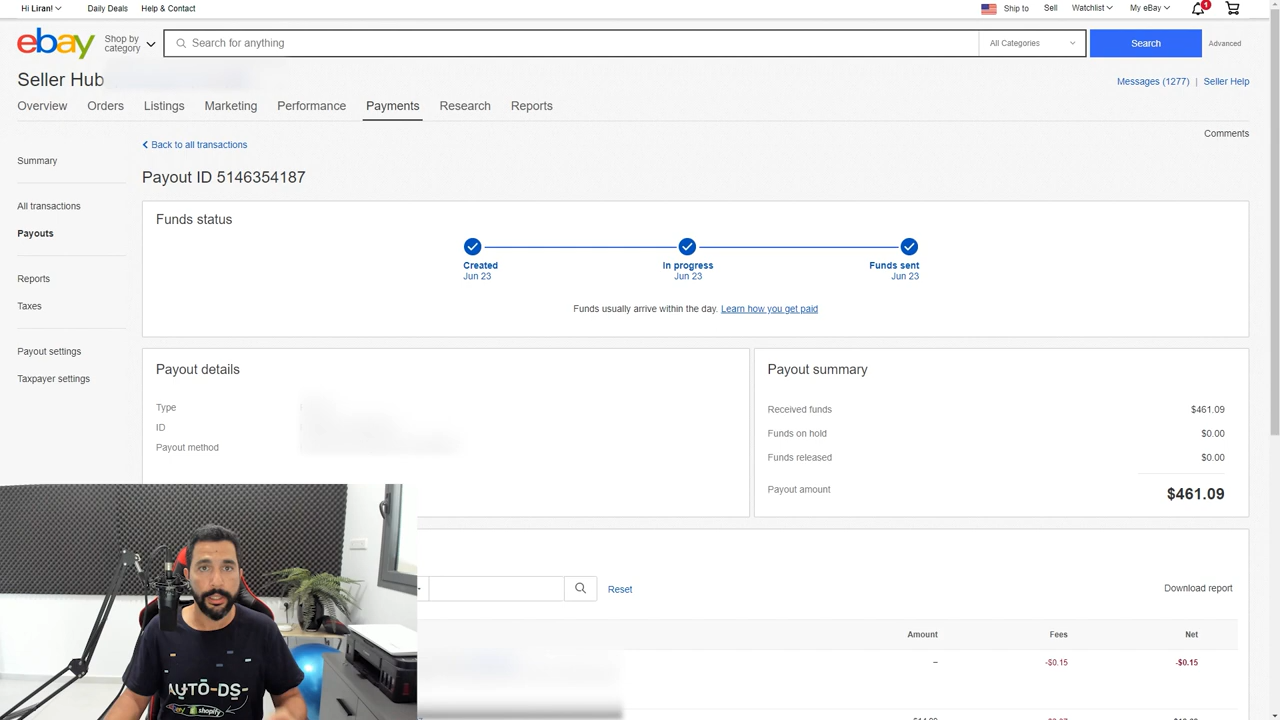 Hi Liran!
Daily Deals
Help & Contact
Ship to
Sell
Watchlist
My eBay
1
ebay
Shop by
category
Search for anything
All Categories
Search
Advanced
Seller Hub
Messages (1277) | Seller Help
Overview
Orders
Listings
Marketing
Performance
Payments
Research
Reports
Comments
Summary
All transactions
Payouts
Reports
Taxes
Payout settings
Taxpayer settings
Back to all transactions
Payout ID 5146354187
Funds status
Created
Jun 23
In progress
Jun 23
Funds sent
Jun 23
Funds usually arrive within the day. Learn how you get paid
Payout details
Type
ID
Payout method
Payout summary
Received funds $461.09
Funds on hold $0.00
Funds released $0.00
Payout amount $461.09
Reset
Download report
Amount Fees Net
– -$0.15 -$0.15
AUTO-DS
ebay shopify